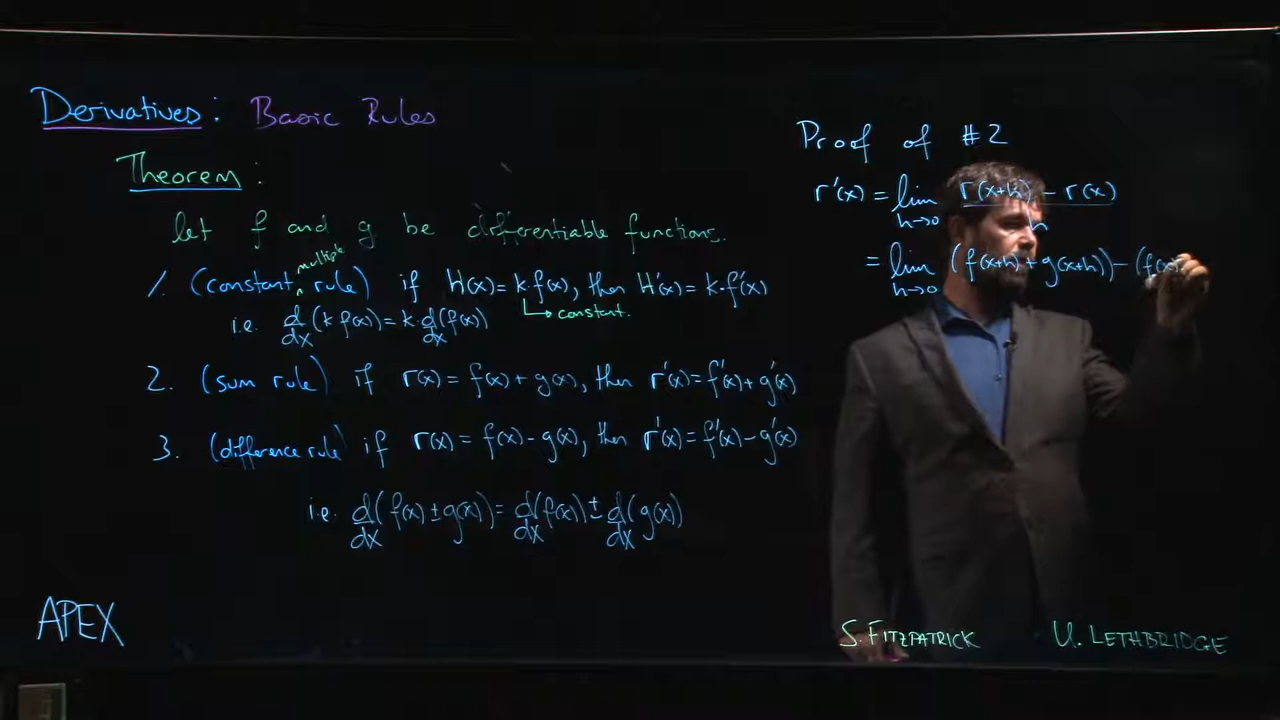 Derivatives: Basic Rules
Theorem:
let f and g be differentiable functions.
1. (constant multiple rule) if H(x)= k·f(x), then H'(x)= k·f'(x)
↳ constant.
i.e. d/dx (k f(x)) = k·d/dx (f(x))
2. (sum rule) if r(x) = f(x) + g(x), then r'(x)= f'(x)+ g'(x)
3. (difference rule) if r(x) = f(x) - g(x), then r'(x)= f'(x)- g'(x)
i.e. d/dx (f(x) ± g(x)) = d/dx (f(x)) ± d/dx (g(x))
APEX
Proof of #2
r'(x) = lim h→0 r(x+h) - r(x) / h
= lim h→0 (f(x+h) + g(x+h)) - (f(x)
S. FITZPATRICK U. LETHBRIDGE